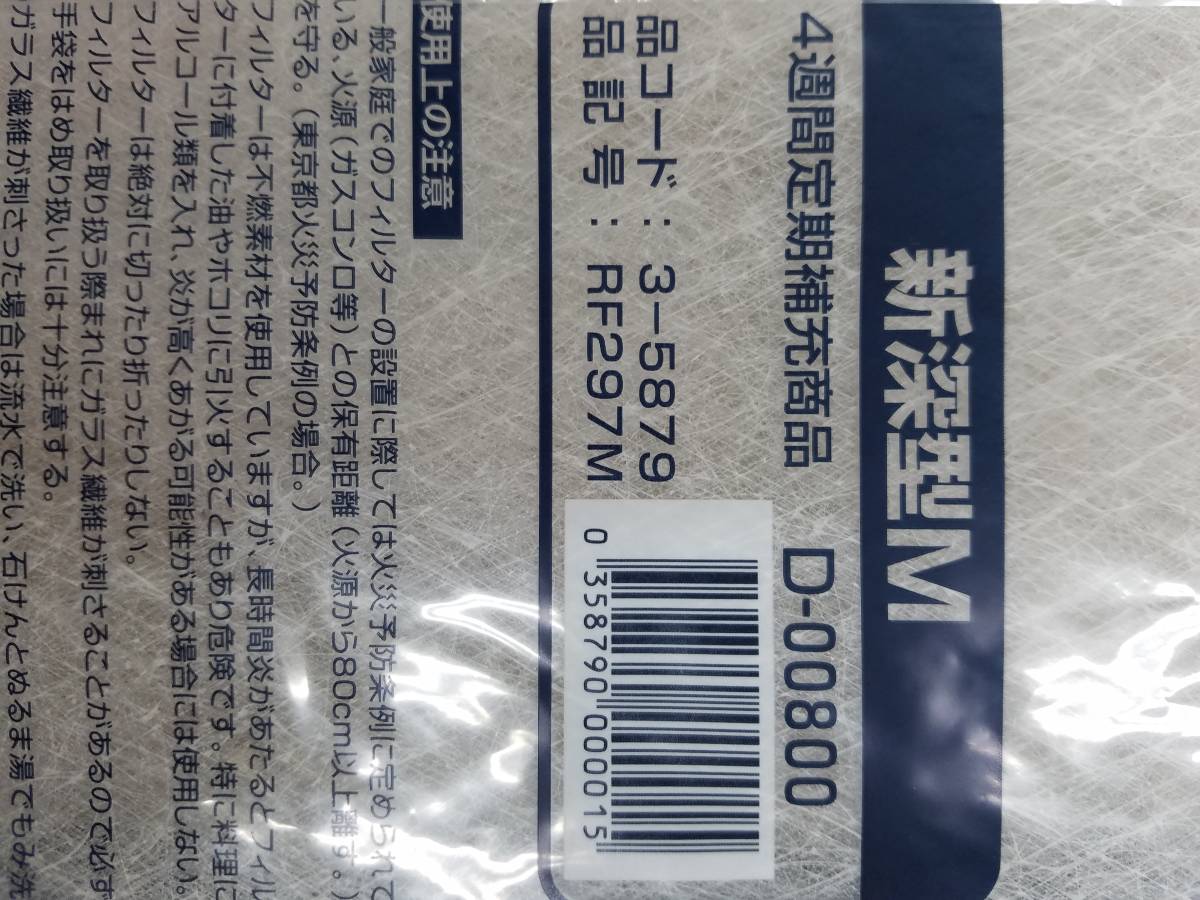 新深型M
4週間定期補充商品 D-00800
品コード： 3-5879
品記号： RF297M
0 358790 000015
使用上の注意
一般家庭でのフィルターの設置に際しては火災予防条例に定められて
いる、火源（ガスコンロ等）との保有距離（火源から80cm以上離す。）
を守る。（東京都火災予防条例の場合。）
フィルターは不燃素材を使用していますが、長時間炎があたるとフィル
ターに付着した油やホコリに引火することもあり危険です。特に料理に
アルコール類を入れ、炎が高くあがる可能性がある場合には使用しない。
フィルターは絶対に切ったり折ったりしない。
フィルターを取り扱う際まれにガラス繊維が刺さることがあるので必ず
手袋をはめ取り扱いには十分注意する。
ガラス繊維が刺さった場合は流水で洗い、石けんとぬるま湯でもみ洗